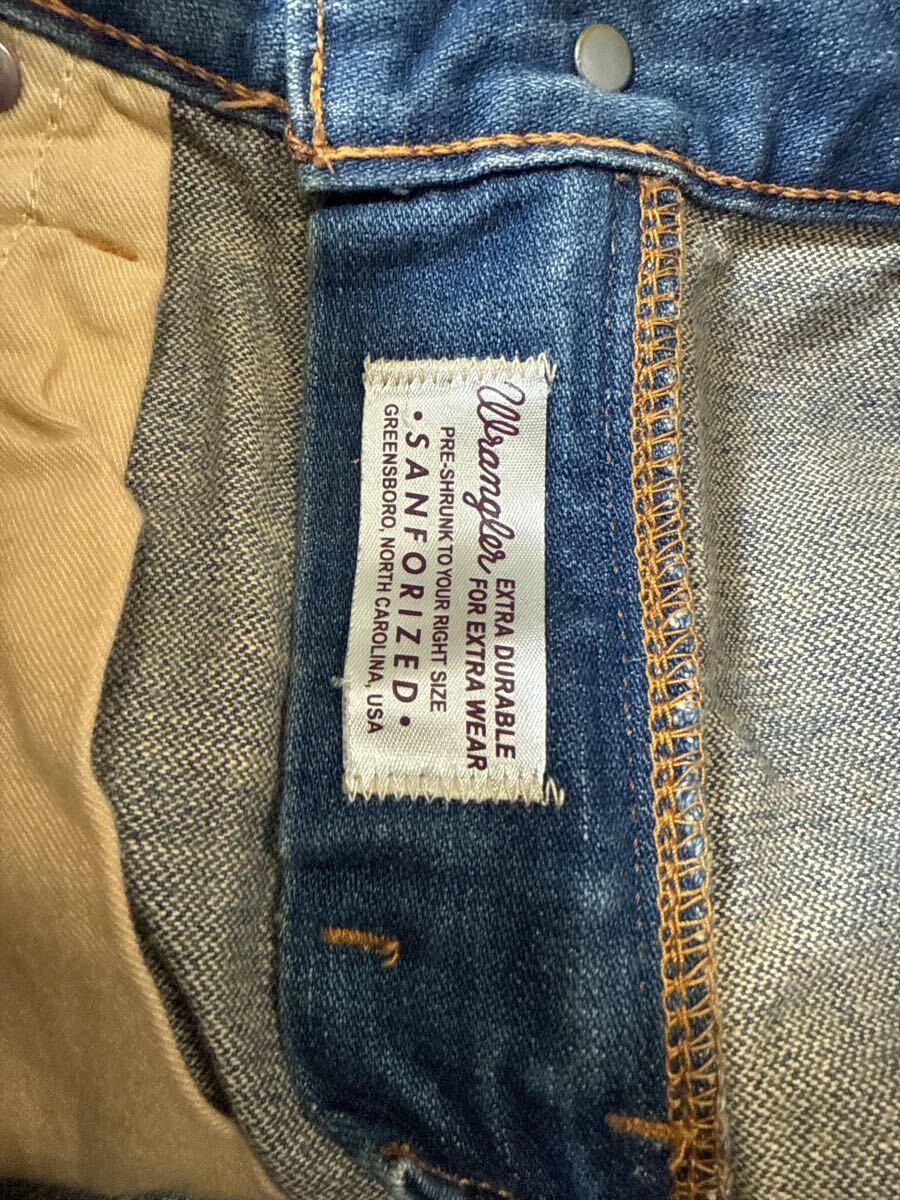 Wrangler EXTRA DURABLE
FOR EXTRA WEAR
PRE-SHRUNK TO YOUR RIGHT SIZE
• SANFORIZED •
GREENSBORO, NORTH CAROLINA, USA